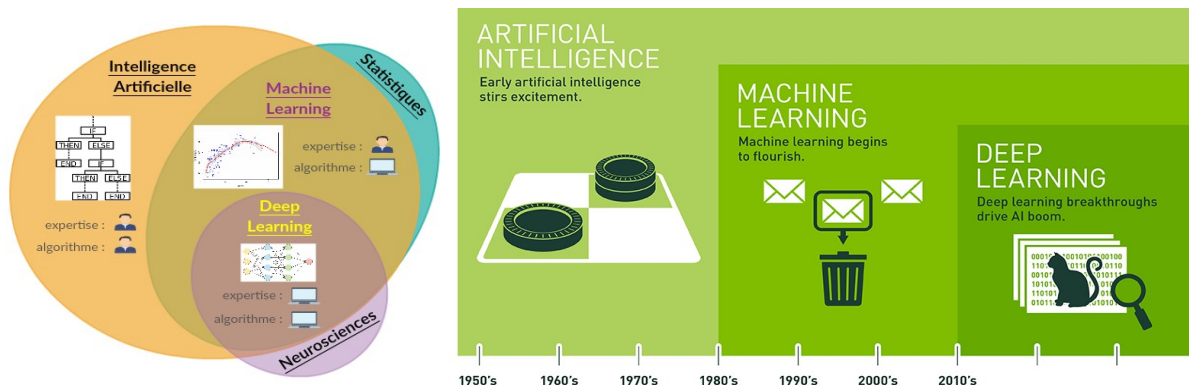 Intelligence
Artificielle
IF
THEN ELSE
END IF
THEN ELSE
END END
expertise :
algorithme :
Machine
Learning
expertise :
algorithme :
Statistiques
Deep
Learning
expertise :
algorithme :
Neurosciences
ARTIFICIAL
INTELLIGENCE
Early artificial intelligence
stirs excitement.
MACHINE
LEARNING
Machine learning begins
to flourish.
DEEP
LEARNING
Deep learning breakthroughs
drive AI boom.
1950's 1960's 1970's 1980's 1990's 2000's 2010's